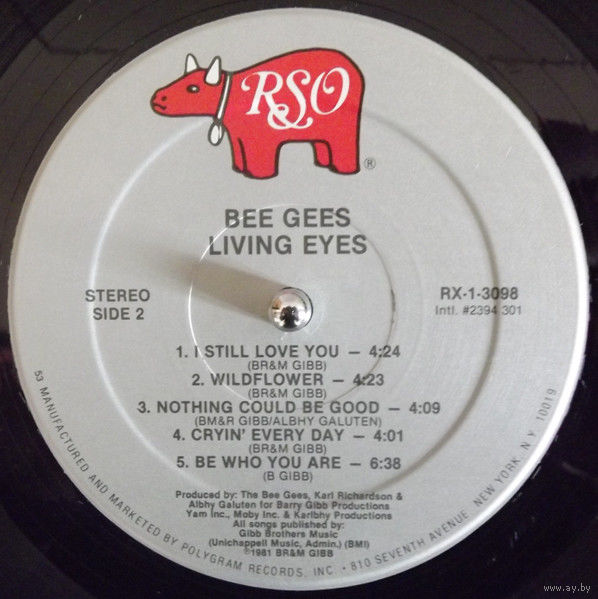 RSO
®
BEE GEES
LIVING EYES
STEREO
SIDE 2
RX-1-3098
Intl. #2394 301
1. I STILL LOVE YOU — 4:24
(BR&M GIBB)
2. WILDFLOWER — 4:23
(BR&M GIBB)
3. NOTHING COULD BE GOOD — 4:09
(BM&R GIBB/ALBHY GALUTEN)
4. CRYIN' EVERY DAY — 4:01
(BR&M GIBB)
5. BE WHO YOU ARE — 6:38
(B GIBB)
Produced by: The Bee Gees, Karl Richardson &
Albhy Galuten for Barry Gibb Productions
Yam Inc., Moby Inc. & Karlbhy Productions
All songs published by:
Gibb Brothers Music
(Unichappell Music, Admin.) (BMI)
℗1981 BR&M GIBB
53 MANUFACTURED AND MARKETED BY POLYGRAM RECORDS, INC. • 810 SEVENTH AVENUE, NEW YORK, N.Y. 10019
www.ay.by